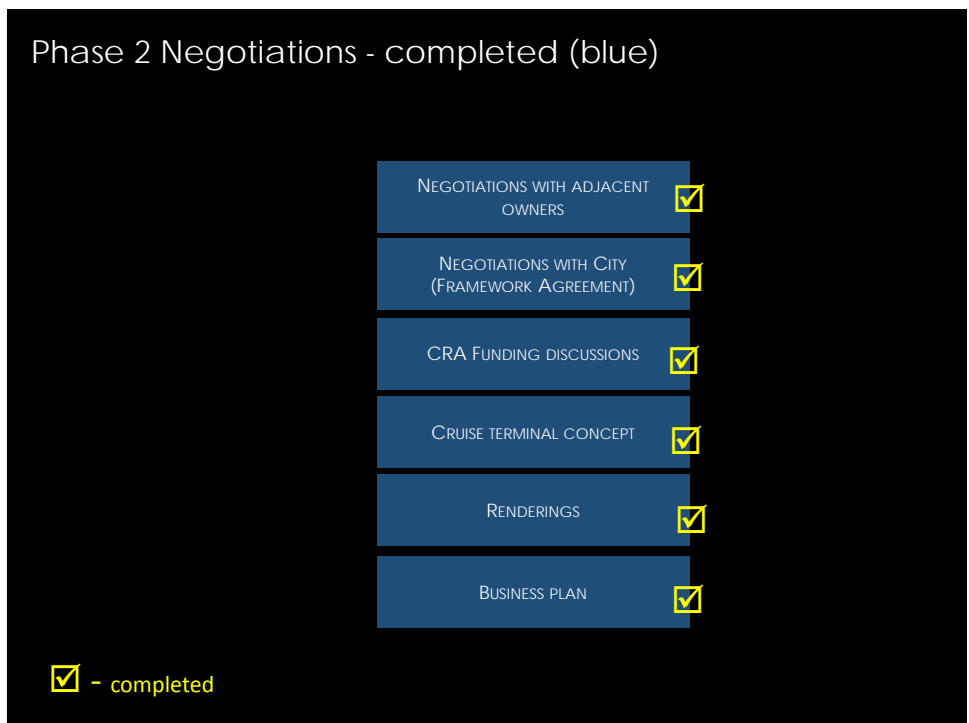 Phase 2 Negotiations - completed (blue)
Negotiations with adjacent
owners
Negotiations with City
(Framework Agreement)
CRA Funding discussions
Cruise terminal concept
Renderings
Business plan
☑ - completed